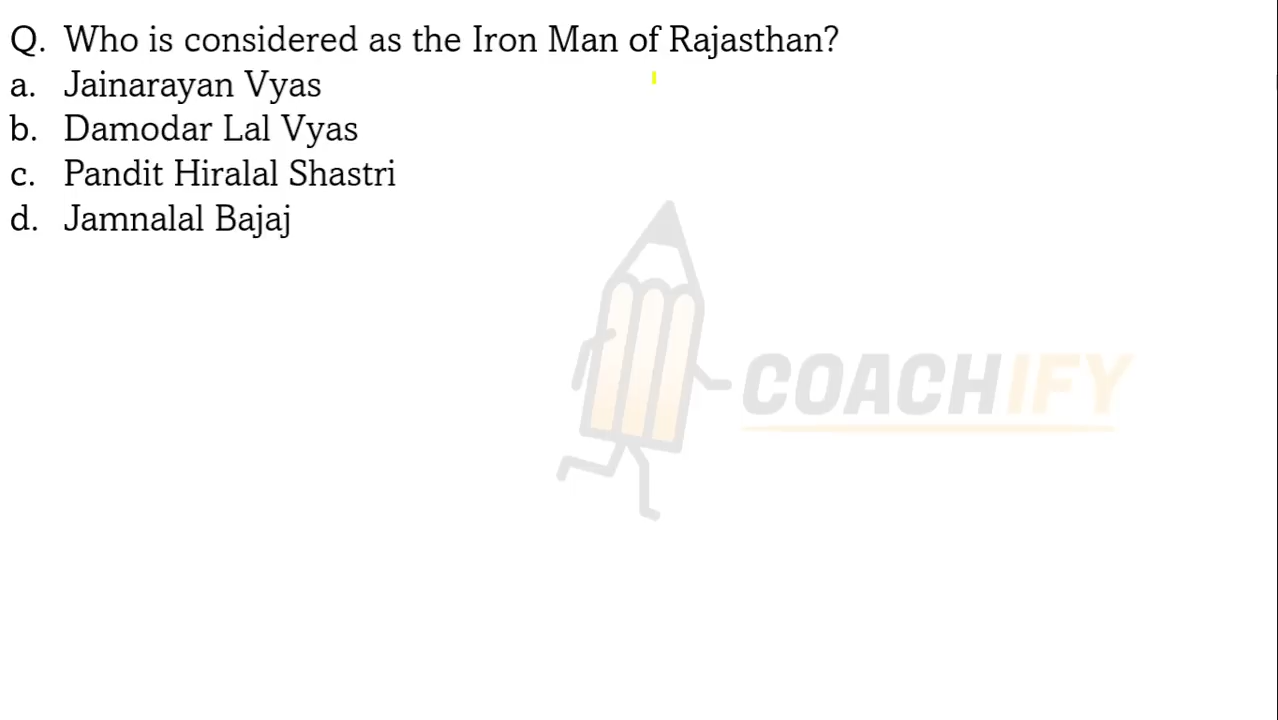 Q. Who is considered as the Iron Man of Rajasthan?
a. Jainarayan Vyas
b. Damodar Lal Vyas
c. Pandit Hiralal Shastri
d. Jamnalal Bajaj
COACHIFY